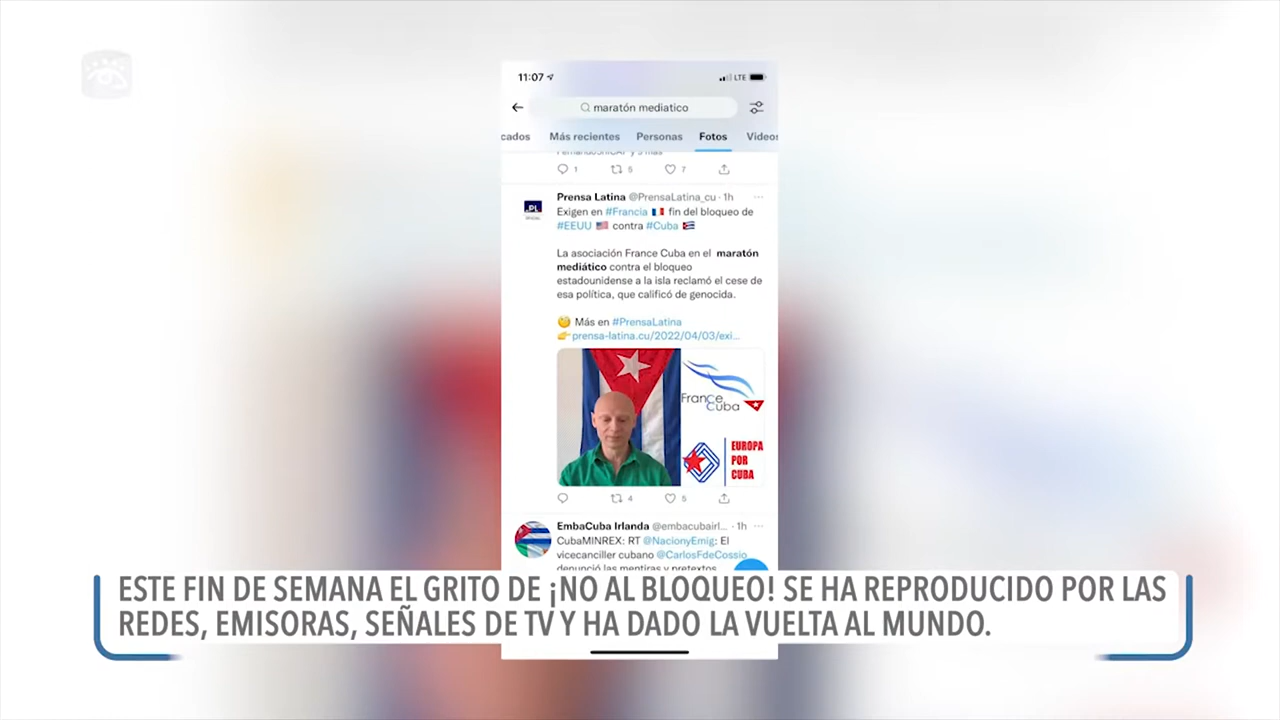 11:07
LTE
maratón mediatico
cados Más recientes Personas Fotos Videos
1 5 7
Prensa Latina @PrensaLatina_cu · 1h
Exigen en #Francia fin del bloqueo de
#EEUU contra #Cuba
La asociación France Cuba en el maratón
mediático contra el bloqueo
estadounidense a la isla reclamó el cese de
esa política, que calificó de genocida.
Más en #PrensaLatina
prensa-latina.cu/2022/04/03/exi...
France
Cuba
EUROPA
POR
CUBA
4 5
EmbaCuba Irlanda @embacubairl... · 1h
CubaMINREX: RT @NacionyEmig: El
vicecanciller cubano @CarlosFdeCossio
denunció las mentiras y pretextos
ESTE FIN DE SEMANA EL GRITO DE ¡NO AL BLOQUEO! SE HA REPRODUCIDO POR LAS
REDES, EMISORAS, SEÑALES DE TV Y HA DADO LA VUELTA AL MUNDO.